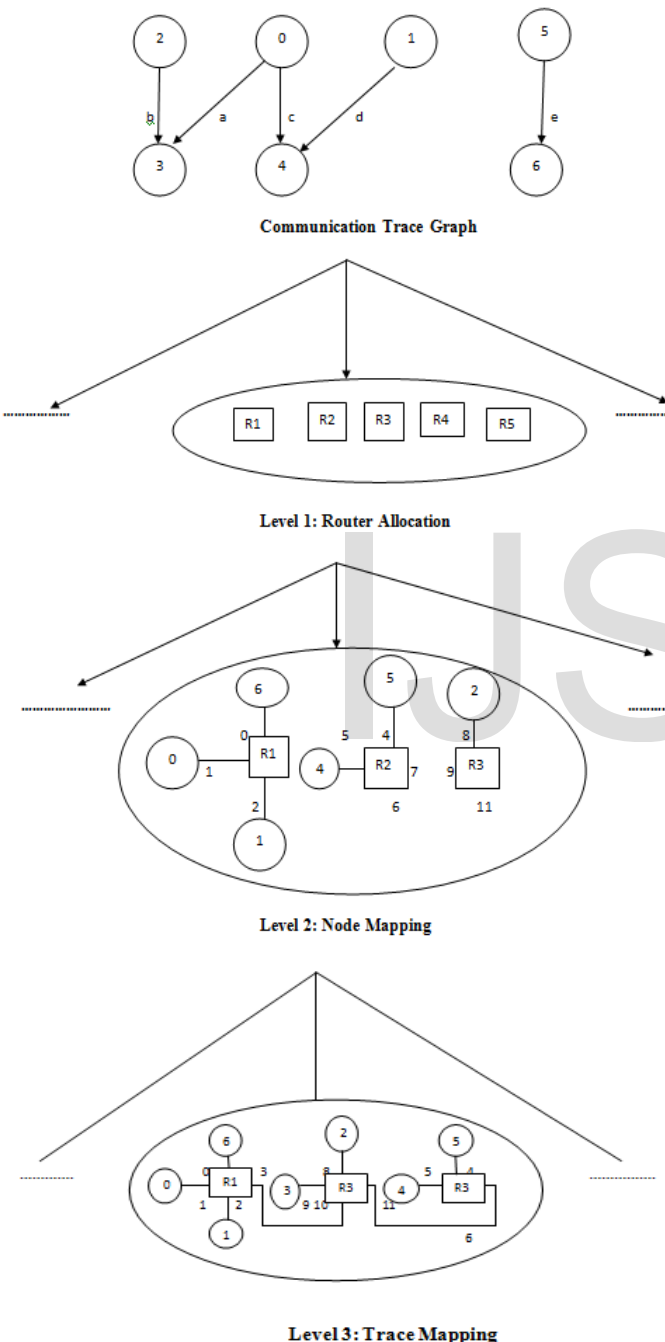 2 0 1 5
b a c d e
3 4 6
Communication Trace Graph
R1 R2 R3 R4 R5
Level 1: Router Allocation
IJS
6 5 2
0 5 4 8
0 R1 4 R2 7 9 R3
1
2 6 11
1
Level 2: Node Mapping
6 2 5
0 3 8 5 4
0 R1 3 R3 4 R3
1 2 9 10 11
1 6
Level 3: Trace Mapping